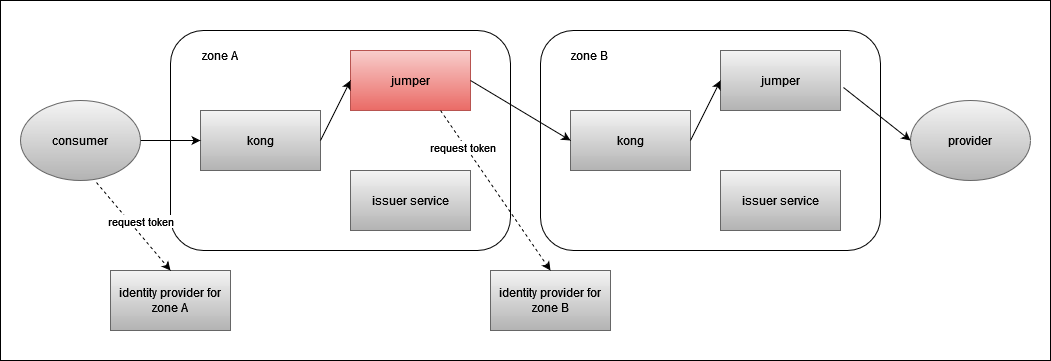 zone A
zone B
jumper
jumper
consumer
kong
kong
provider
request token
issuer service
issuer service
request token
identity provider for
zone A
identity provider for
zone B